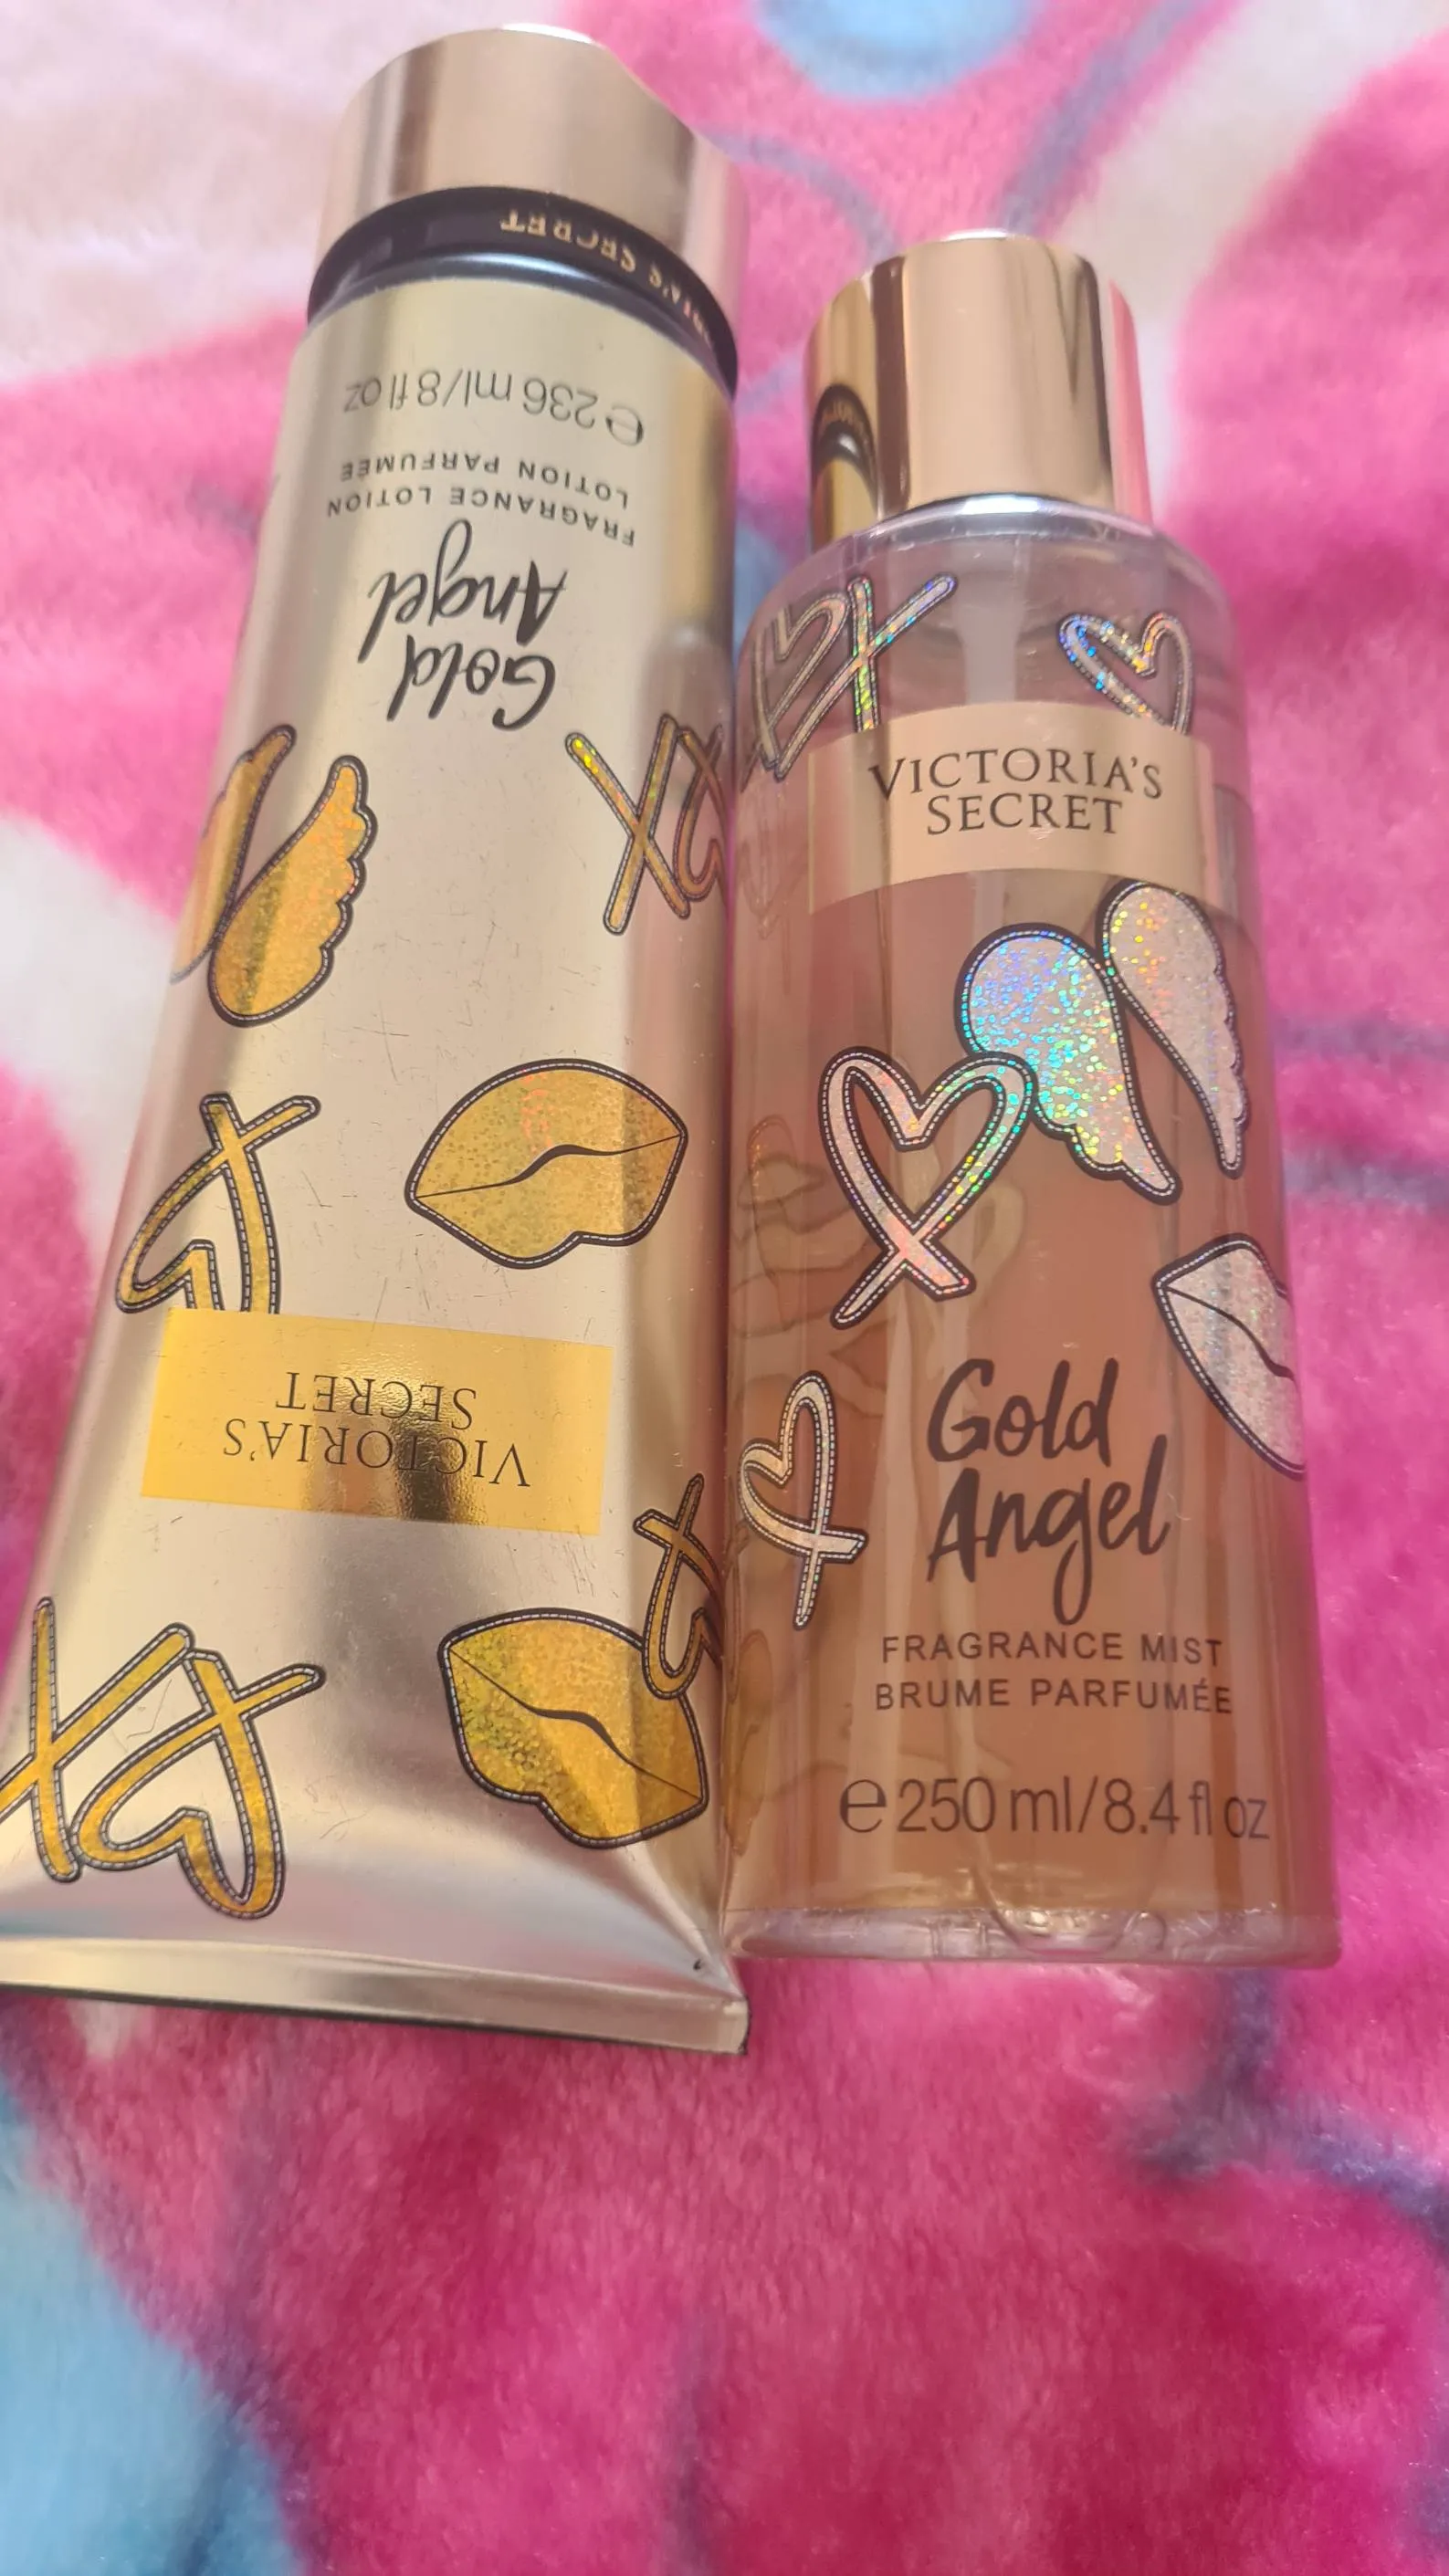 VICTORIA'S
SECRET
Gold
Angel
FRAGRANCE LOTION
LOTION PARFUMÉE
e 236 ml/8 fl oz
SECRET
VICTORIA'S
SECRET
Gold
Angel
FRAGRANCE MIST
BRUME PARFUMÉE
e 250 ml/8.4 fl oz